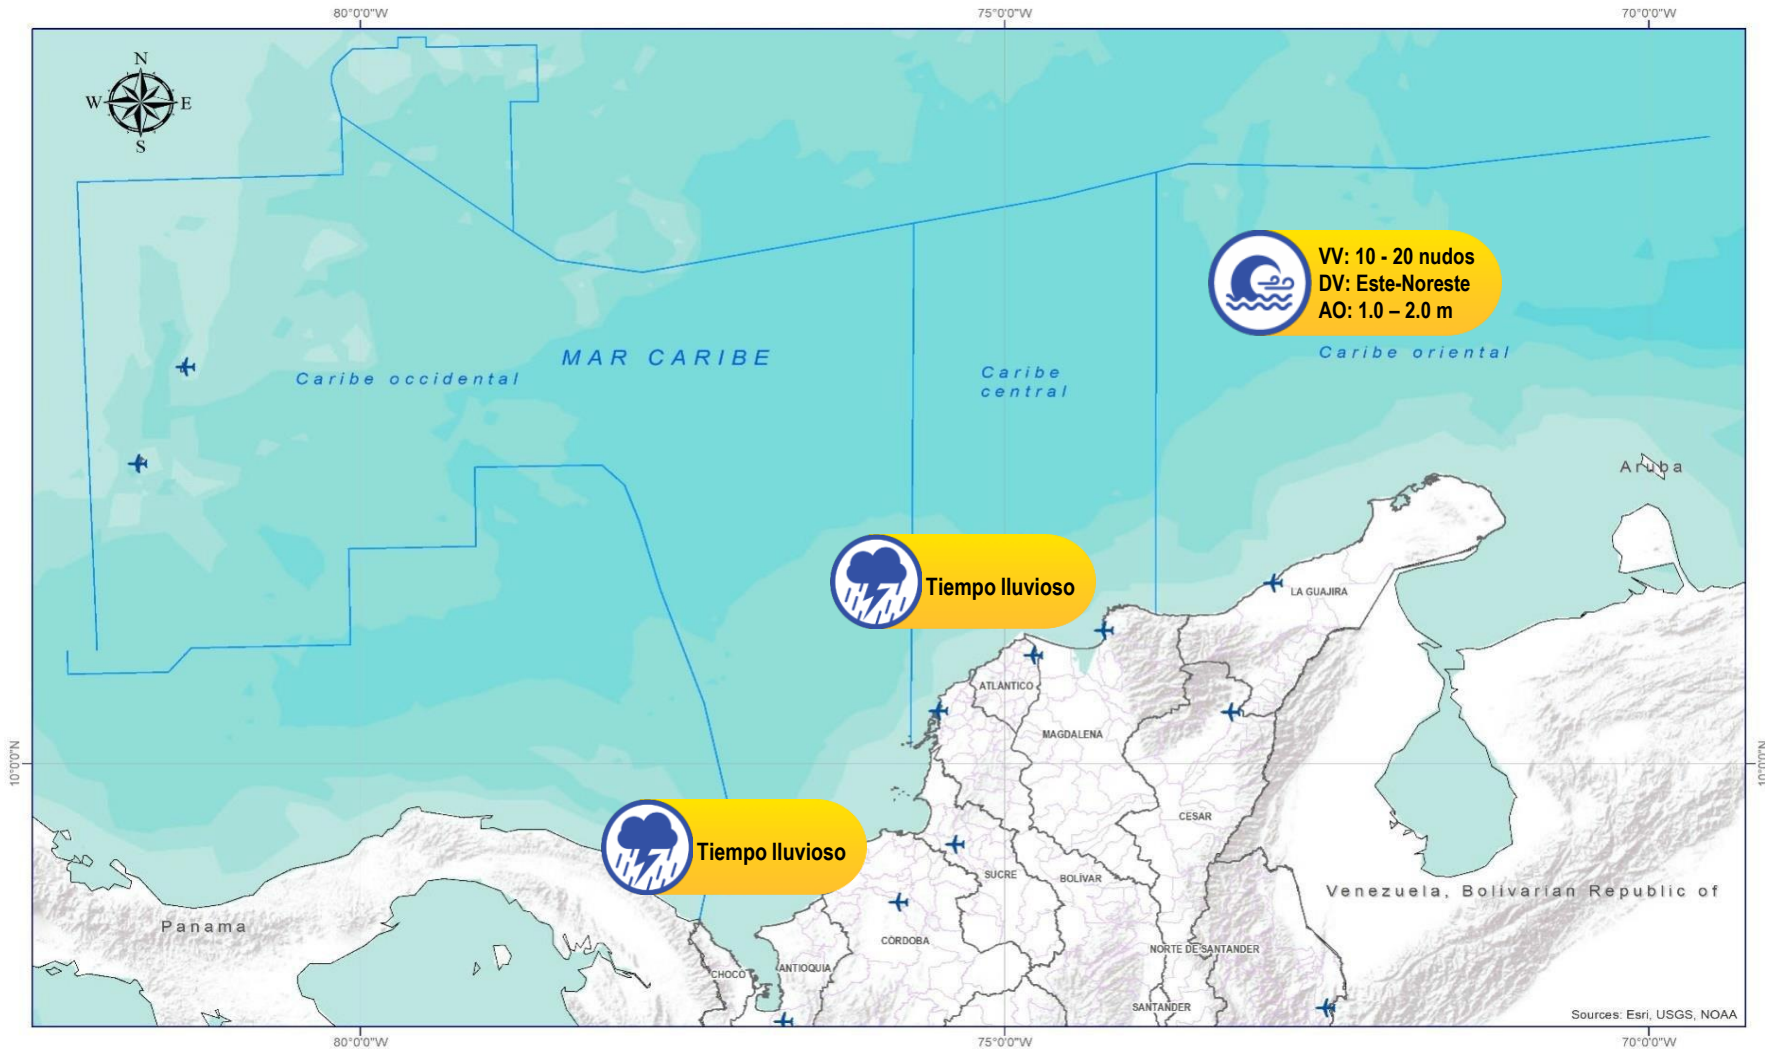 80°0'0"W
75°0'0"W
70°0'0"W
N
W
E
S
VV: 10 - 20 nudos
DV: Este-Noreste
AO: 1.0 – 2.0 m
MAR CARIBE
Caribe occidental
Caribe
central
Caribe oriental
Aruba
Tiempo lluvioso
LA GUAJIRA
ATLANTICO
MAGDALENA
10°0'0"N
10°0'0"N
CESAR
Tiempo lluvioso
SUCRE
BOLÍVAR
Venezuela, Bolivarian Republic of
Panama
CÓRDOBA
NORTE DE SANTANDER
CHOCO
ANTIOQUIA
SANTANDER
Sources: Esri, USGS, NOAA
80°0'0"W
75°0'0"W
70°0'0"W